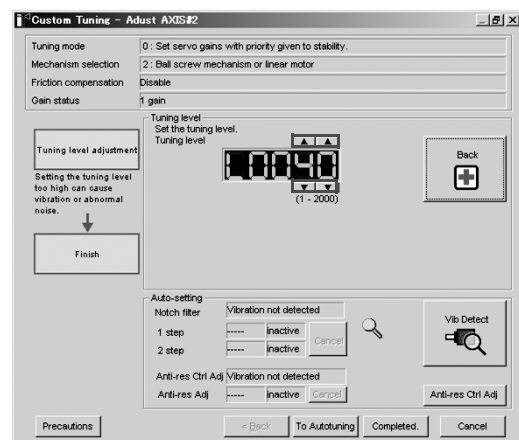 Custom Tuning - Adust AXIS#2
Tuning mode
0 : Set servo gains with priority given to stability.
Mechanism selection
2 : Ball screw mechanism or linear motor
Friction compensation
Disable
Gain status
1 gain
Tuning level adjustment
Setting the tuning level
too high can cause
vibration or abnormal
noise.
Finish
Tuning level
Set the tuning level.
Tuning level
(1 - 2000)
Back
Auto-setting
Notch filter
Vibration not detected
1 step
-----
inactive
2 step
-----
inactive
Cancel
Anti-res Ctrl Adj
Vibration not detected
Anti-res Adj
-----
inactive
Cancel
Vib Detect
Anti-res Ctrl Adj
Precautions
< Back
To Autotuning
Completed.
Cancel